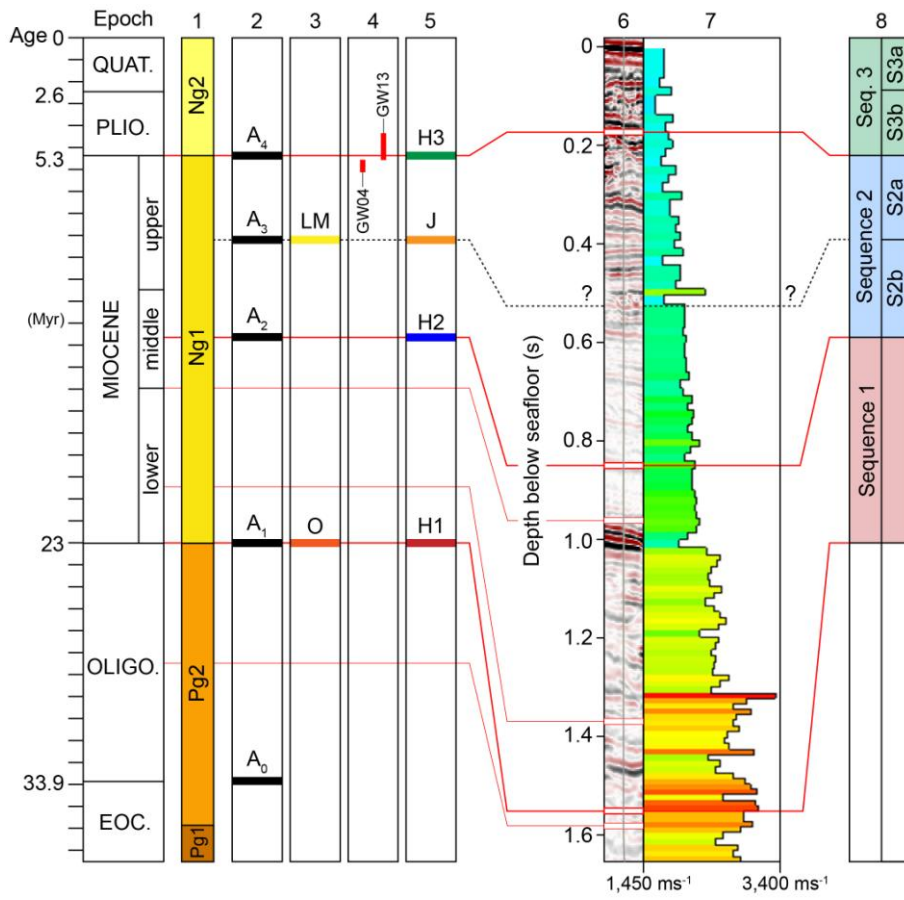 Epoch 1 2 3 4 5 6 7 8
Age 0
QUAT.
2.6
PLIO.
5.3
MIOCENE
upper
middle
lower
(Myr)
23
OLIGO.
33.9
EOC.
Ng2
Ng1
Pg2
Pg1
A4
A3
A2
A1
A0
LM
O
GW13
GW04
H3
J
H2
H1
?
?
Depth below seafloor (s)
0
0.2
0.4
0.6
0.8
1.0
1.2
1.4
1.6
1,450 ms-1
3,400 ms-1
Seq. 3
S3a
S3b
Sequence 2
S2a
S2b
Sequence 1